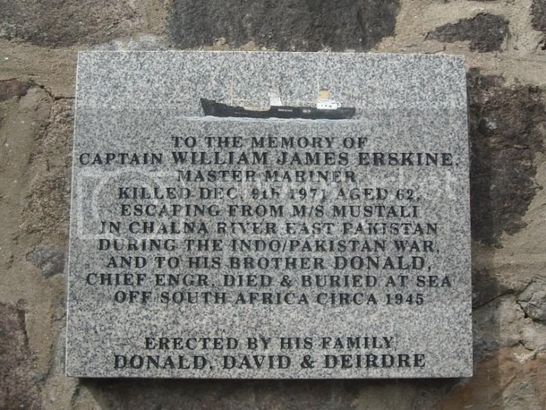 TO THE MEMORY OF
CAPTAIN WILLIAM JAMES ERSKINE,
MASTER MARINER
KILLED DEC. 9th 1971 AGED 62,
ESCAPING FROM M/S MUSTALI
IN CHALNA RIVER EAST PAKISTAN
DURING THE INDO/PAKISTAN WAR,
AND TO HIS BROTHER DONALD,
CHIEF ENGR. DIED & BURIED AT SEA
OFF SOUTH AFRICA CIRCA 1945
ERECTED BY HIS FAMILY
DONALD, DAVID & DEIRDRE